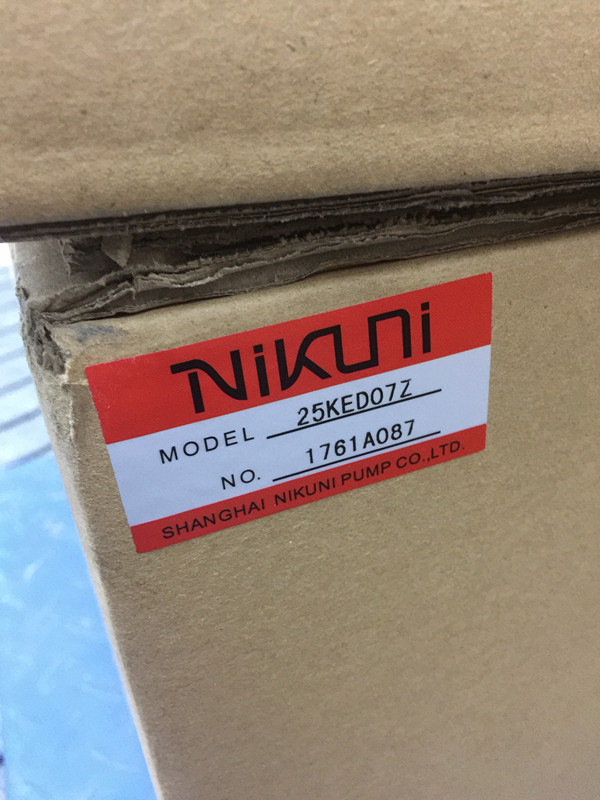 Nikuni
MODEL 25KED07Z
NO. 1761A087
SHANGHAI NIKUNI PUMP CO.,LTD.